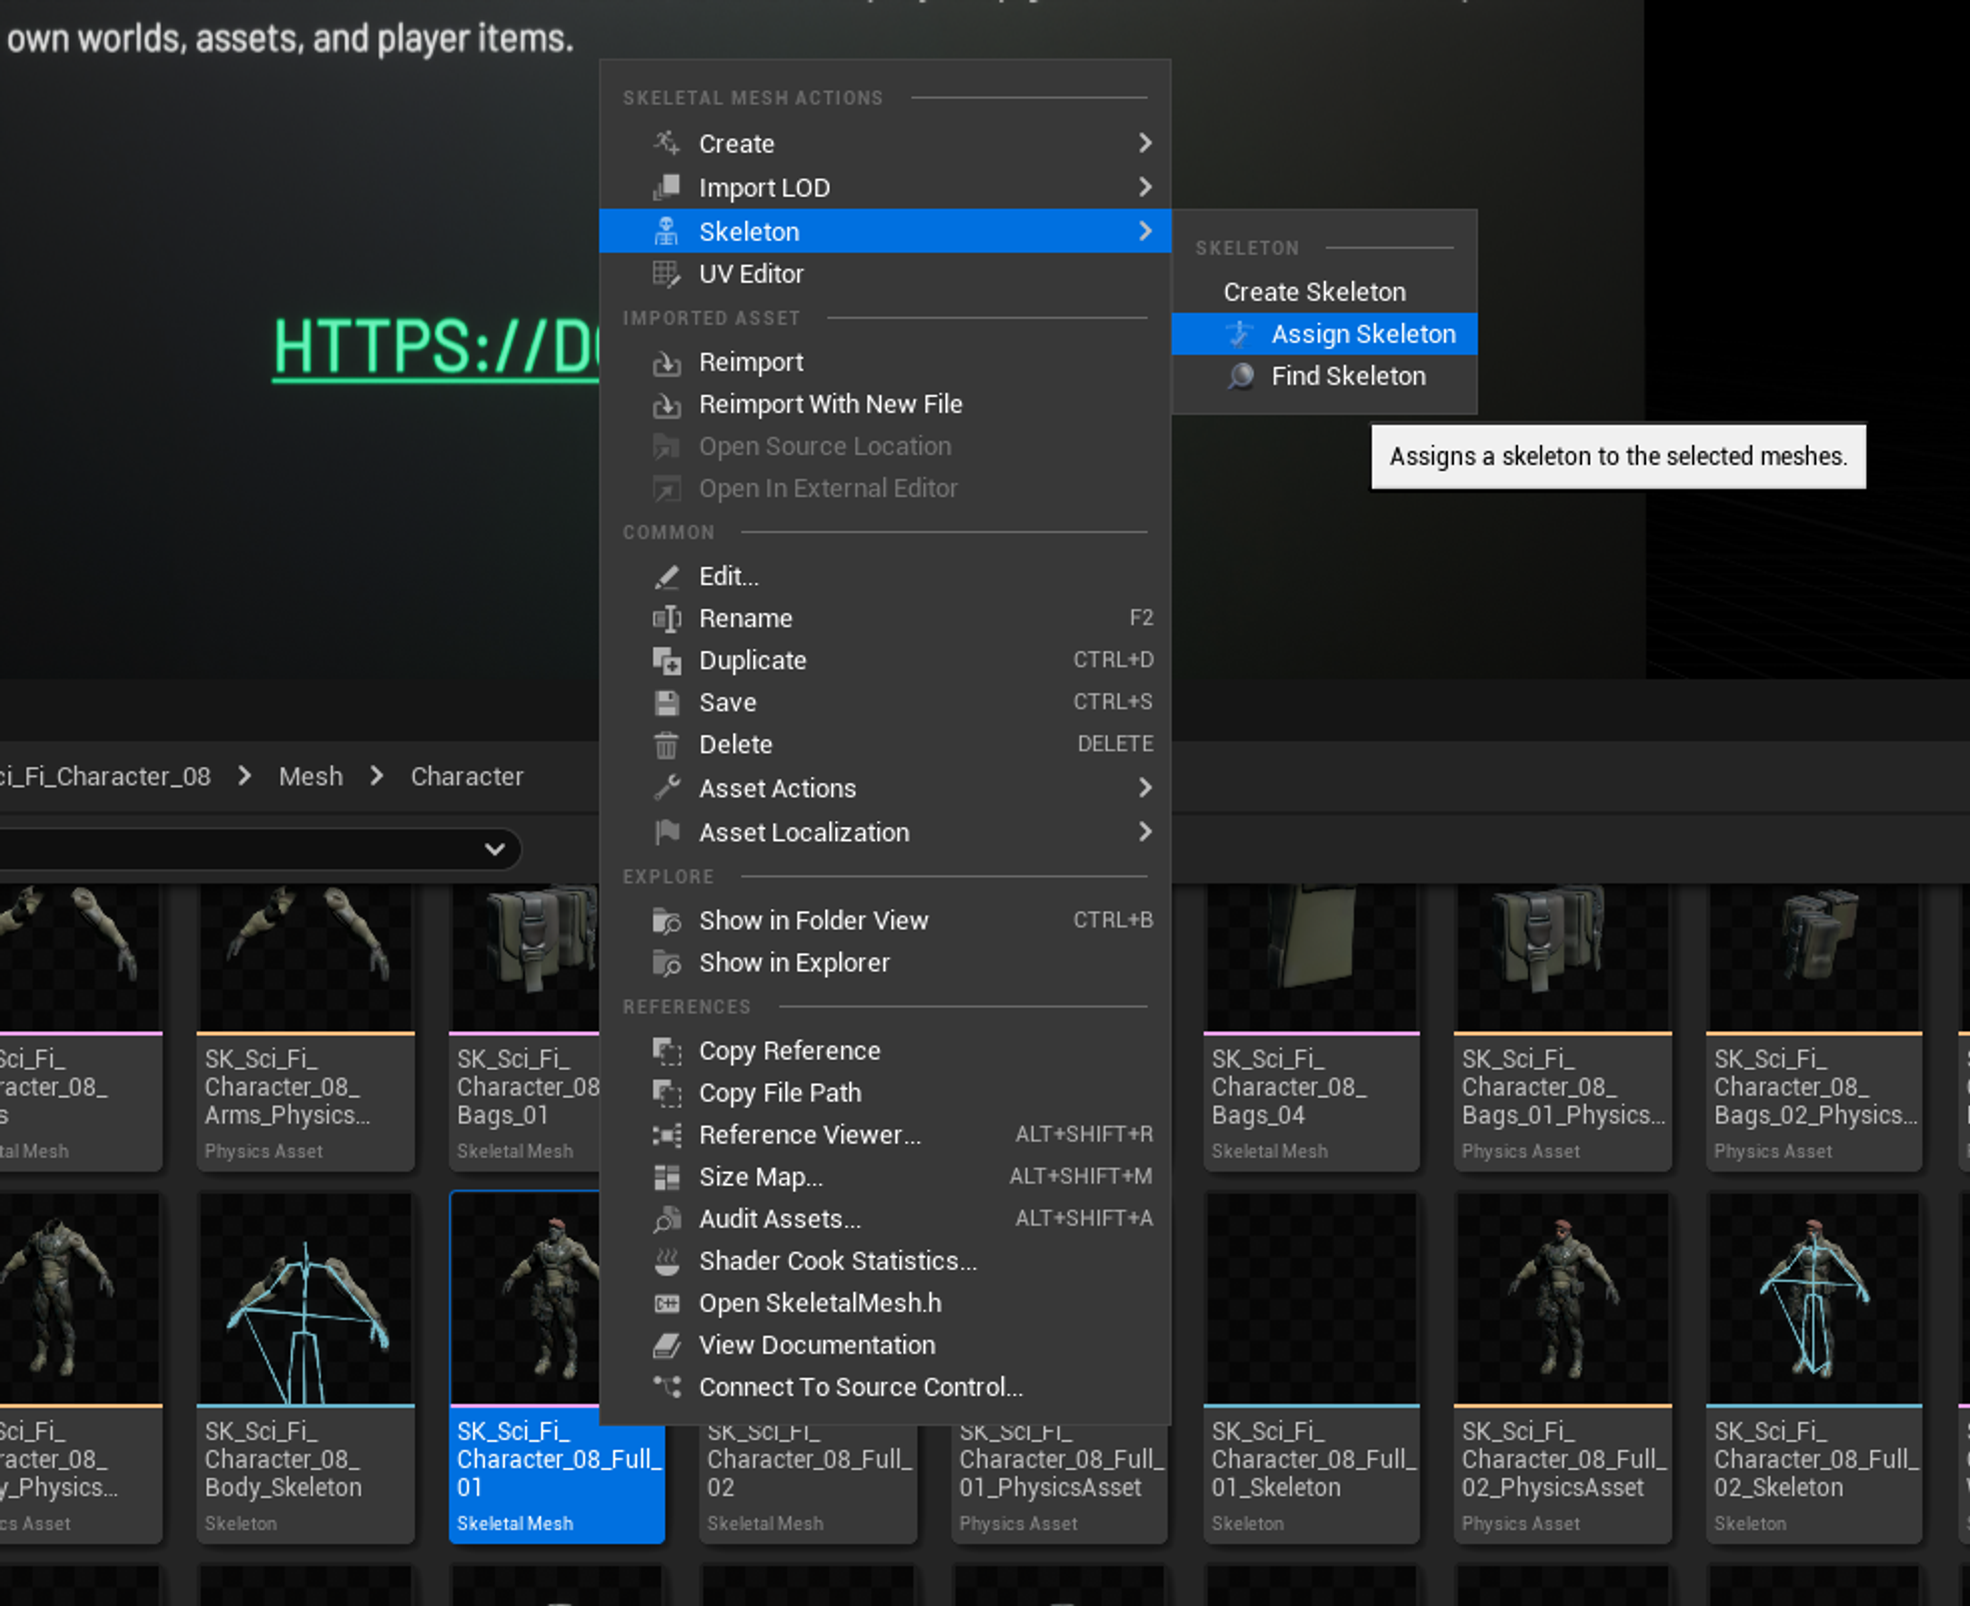 own worlds, assets, and player items.
HTTPS://D
SKELETAL MESH ACTIONS
Create
Import LOD
Skeleton
UV Editor
IMPORTED ASSET
Reimport
Reimport With New File
Open Source Location
Open In External Editor
COMMON
Edit...
Rename F2
Duplicate CTRL+D
Save CTRL+S
Delete DELETE
Asset Actions
Asset Localization
EXPLORE
Show in Folder View CTRL+B
Show in Explorer
REFERENCES
Copy Reference
Copy File Path
Reference Viewer... ALT+SHIFT+R
Size Map... ALT+SHIFT+M
Audit Assets... ALT+SHIFT+A
Shader Cook Statistics...
Open SkeletalMesh.h
View Documentation
Connect To Source Control...
SKELETON
Create Skeleton
Assign Skeleton
Find Skeleton
Assigns a skeleton to the selected meshes.
ci_Fi_Character_08 > Mesh > Character
Sci_Fi_
racter_08_
s
tal Mesh
SK_Sci_Fi_
Character_08_
Arms_Physics...
Physics Asset
SK_Sci_Fi_
Character_08
Bags_01
Skeletal Mesh
SK_Sci_Fi_
Character_08_
Bags_04
Skeletal Mesh
SK_Sci_Fi_
Character_08_
Bags_01_Physics...
Physics Asset
SK_Sci_Fi_
Character_08_
Bags_02_Physics...
Physics Asset
Sci_Fi_
racter_08_
y_Physics...
cs Asset
SK_Sci_Fi_
Character_08_
Body_Skeleton
Skeleton
SK_Sci_Fi_
Character_08_Full_
01
Skeletal Mesh
SK_Sci_Fi_
Character_08_Full_
02
Skeletal Mesh
SK_Sci_Fi_
Character_08_Full_
01_PhysicsAsset
Physics Asset
SK_Sci_Fi_
Character_08_Full_
01_Skeleton
Skeleton
SK_Sci_Fi_
Character_08_Full_
02_PhysicsAsset
Physics Asset
SK_Sci_Fi_
Character_08_Full_
02_Skeleton
Skeleton